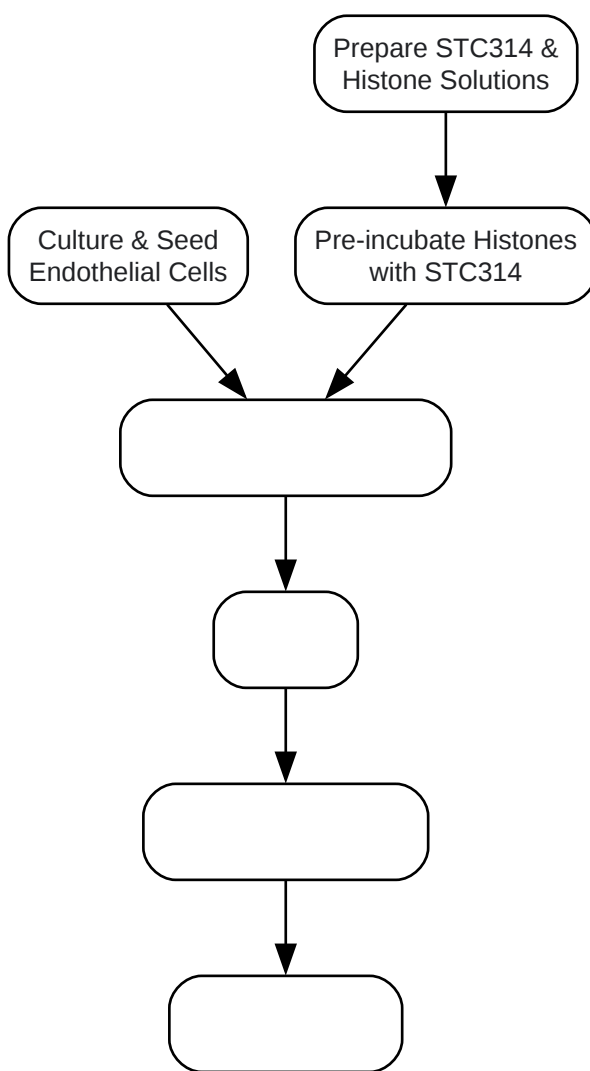 Prepare STC314 &
Histone Solutions
Culture & Seed
Endothelial Cells
Pre-incubate Histones
with STC314